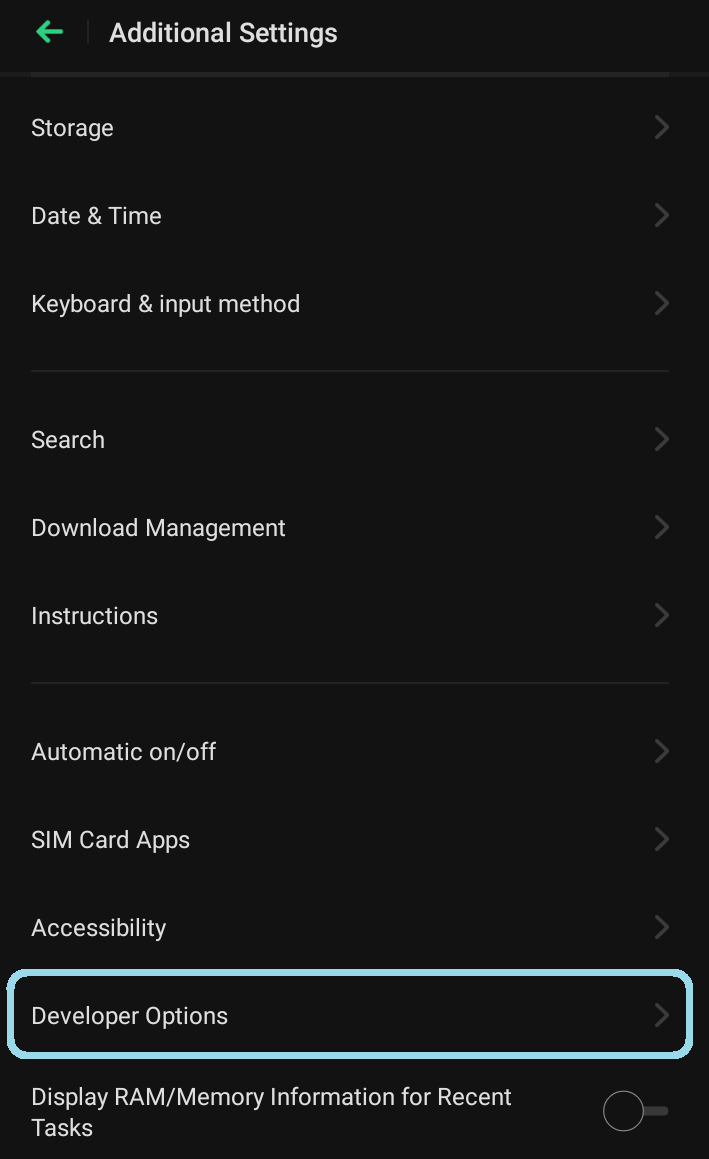 Additional Settings
Storage
Date & Time
Keyboard & input method
Search
Download Management
Instructions
Automatic on/off
SIM Card Apps
Accessibility
Developer Options
Display RAM/Memory Information for Recent
Tasks